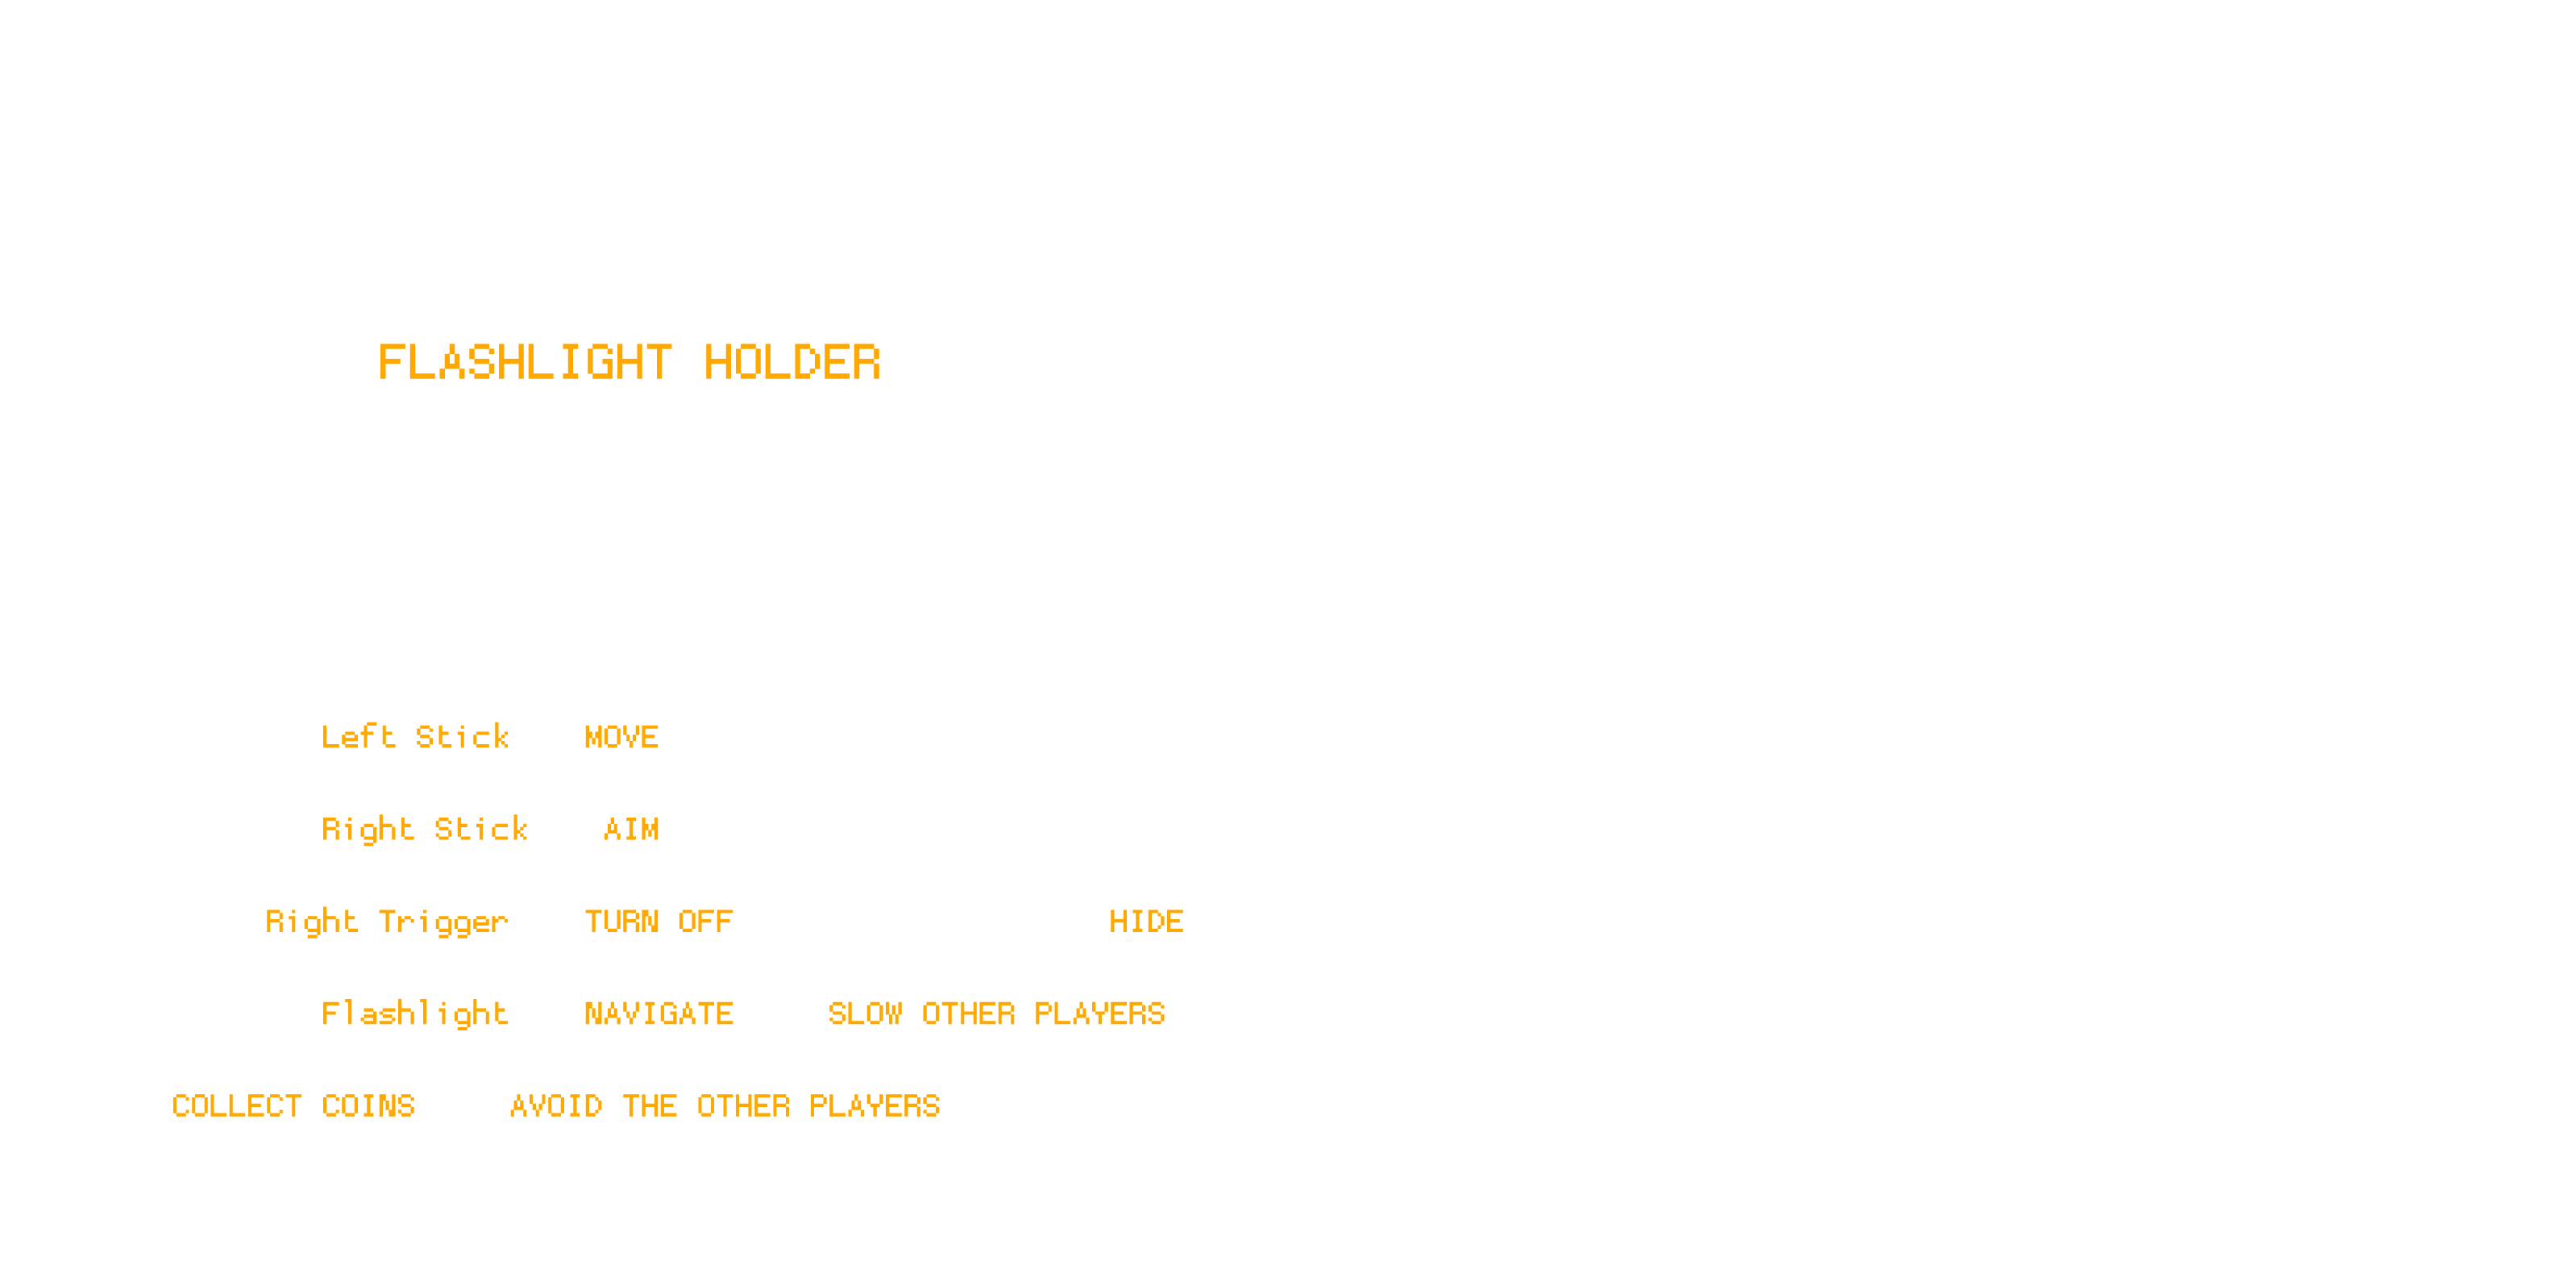 FLASHLIGHT HOLDER
Left Stick MOVE
Right Stick AIM
Right Trigger TURN OFF HIDE
Flashlight NAVIGATE SLOW OTHER PLAYERS
COLLECT COINS AVOID THE OTHER PLAYERS